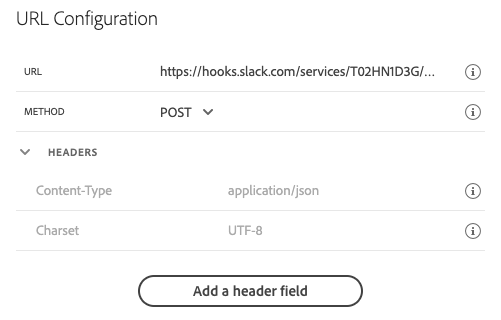 URL Configuration
URL https://hooks.slack.com/services/T02HN1D3G/...
METHOD POST
HEADERS
Content-Type application/json
Charset UTF-8
Add a header field